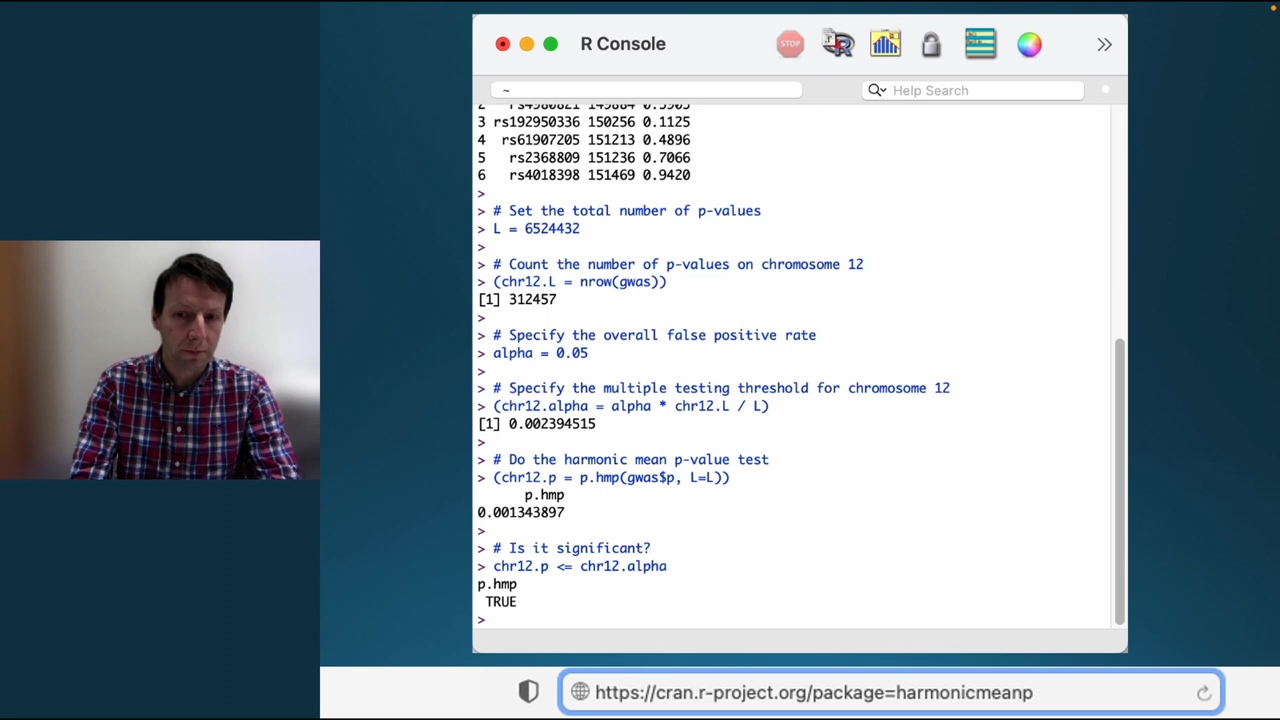 R Console
STOP
~
Help Search
3 rs192950336 150256 0.1125
4 rs61907205 151213 0.4896
5 rs2368809 151236 0.7066
6 rs4018398 151469 0.9420
>
> # Set the total number of p-values
> L = 6524432
>
> # Count the number of p-values on chromosome 12
> (chr12.L = nrow(gwas))
[1] 312457
>
> # Specify the overall false positive rate
> alpha = 0.05
>
> # Specify the multiple testing threshold for chromosome 12
> (chr12.alpha = alpha * chr12.L / L)
[1] 0.002394515
>
> # Do the harmonic mean p-value test
> (chr12.p = p.hmp(gwas$p, L=L))
p.hmp
0.001343897
>
> # Is it significant?
> chr12.p <= chr12.alpha
p.hmp
TRUE
>
https://cran.r-project.org/package=harmonicmeanp